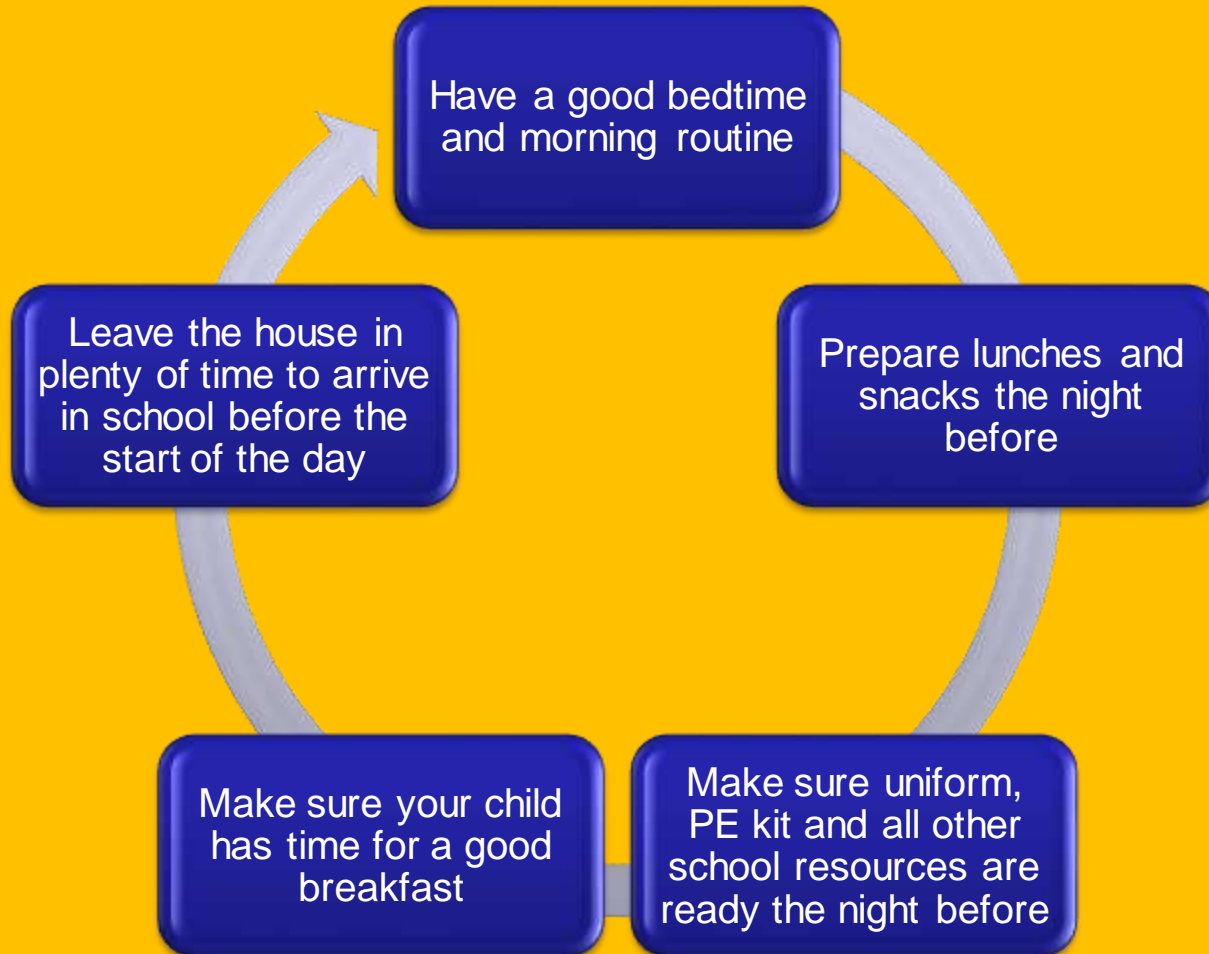 Have a good bedtime
and morning routine
Prepare lunches and
snacks the night
before
Make sure uniform,
PE kit and all other
school resources are
ready the night before
Make sure your child
has time for a good
breakfast
Leave the house in
plenty of time to arrive
in school before the
start of the day